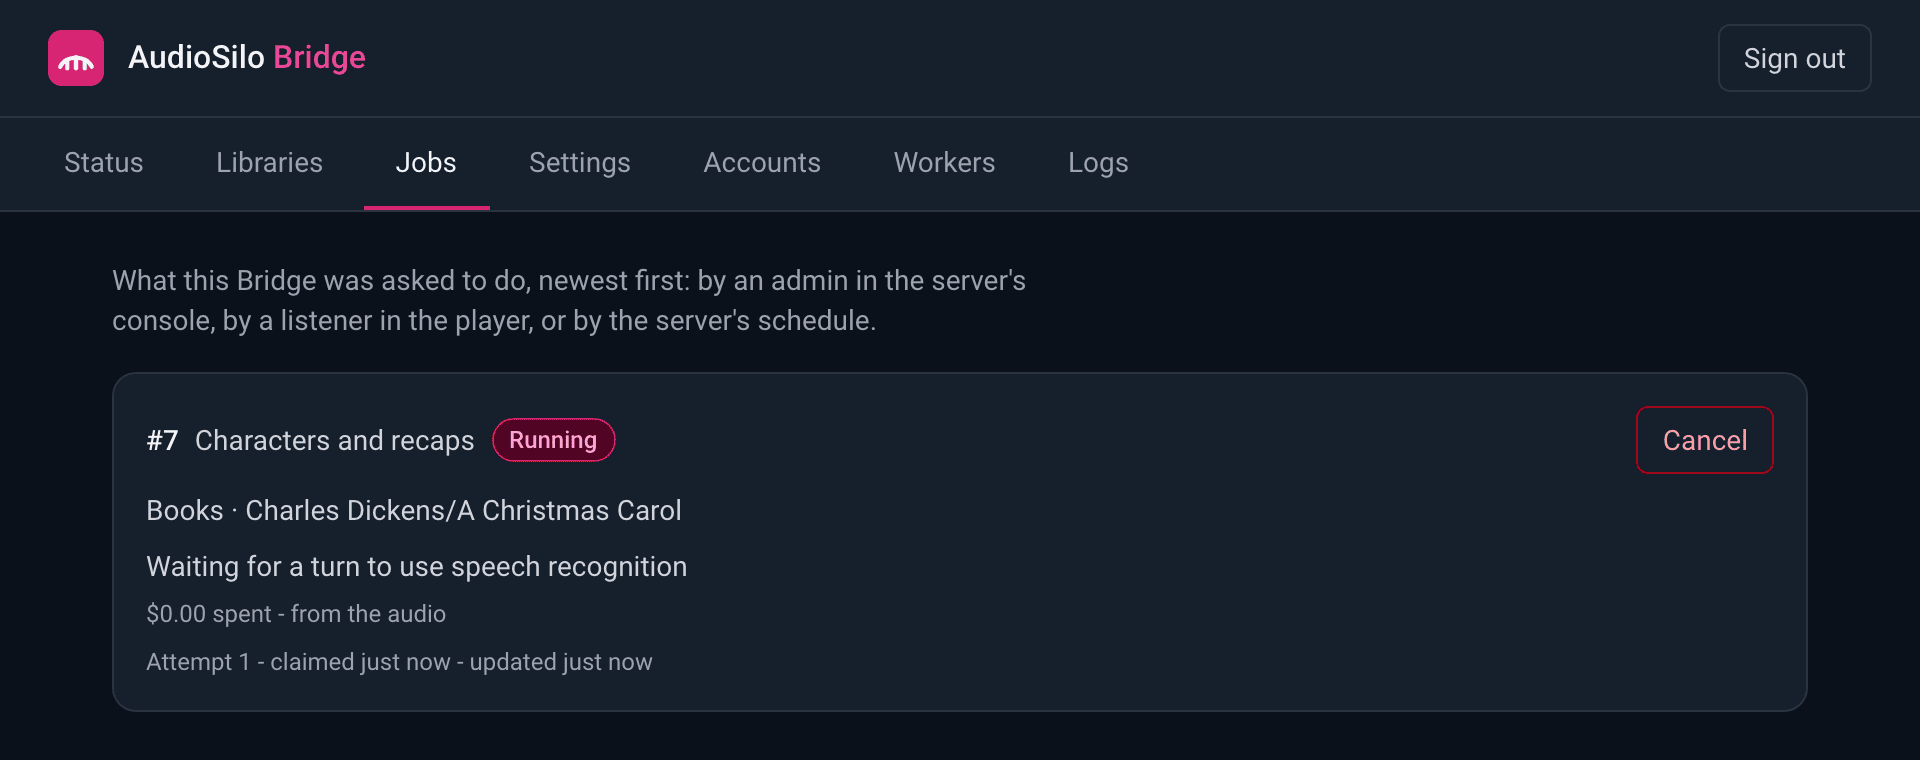 AudioSilo Bridge
Sign out
Status Libraries Jobs Settings Accounts Workers Logs
What this Bridge was asked to do, newest first: by an admin in the server's
console, by a listener in the player, or by the server's schedule.
#7 Characters and recaps Running
Cancel
Books · Charles Dickens/A Christmas Carol
Waiting for a turn to use speech recognition
$0.00 spent - from the audio
Attempt 1 - claimed just now - updated just now